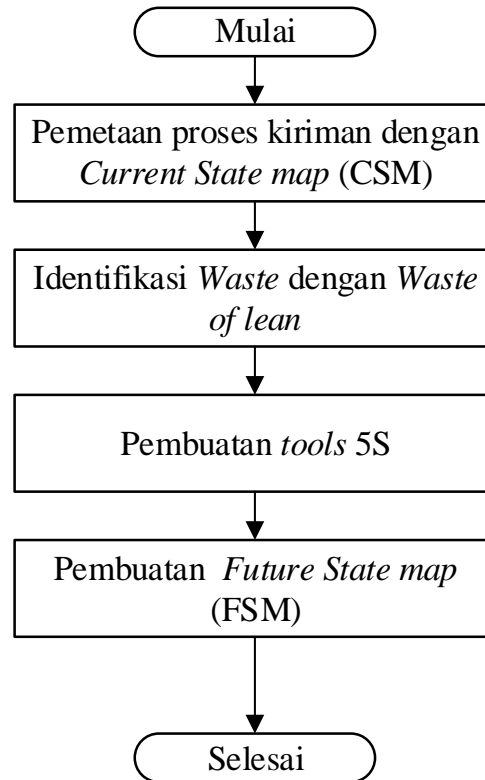 Mulai
Pemetaan proses kiriman dengan
Current State map (CSM)
Identifikasi Waste dengan Waste
of lean
Pembuatan tools 5S
Pembuatan Future State map
(FSM)
Selesai